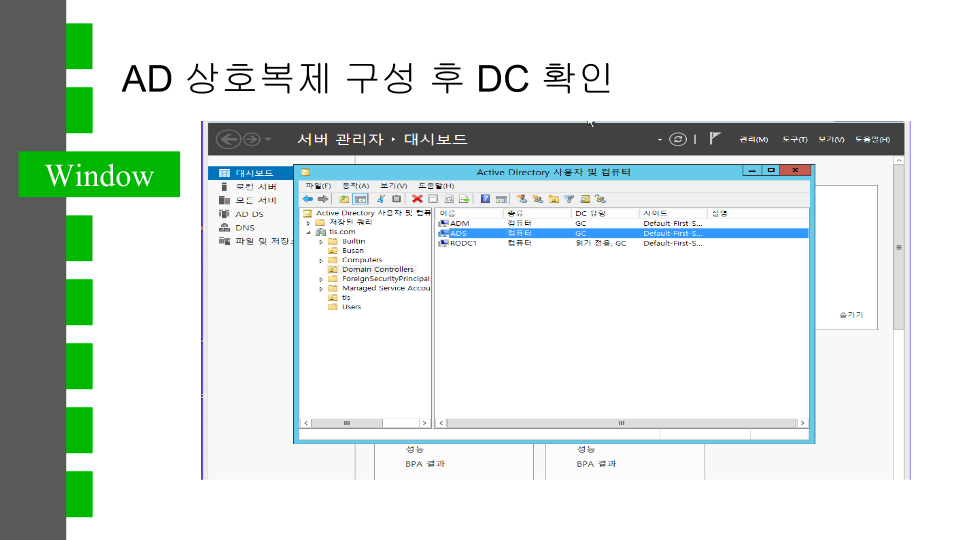 AD 상호복제 구성 후 DC 확인
Window
서버 관리자 ‣ 대시보드
관리(M) 도구(T) 보기(V) 도움말(H)
대시보드
로컬 서버
모든 서버
AD DS
DNS
파일 및 저장소
Active Directory 사용자 및 컴퓨터
파일(F) 동작(A) 보기(V) 도움말(H)
Active Directory 사용자 및 컴퓨
저장된 쿼리
tls.com
Builtin
Busan
Computers
Domain Controllers
ForeignSecurityPrincipal
Managed Service Accou
tls
Users
이름 종류 DC 유형 사이트 설명
ADM 컴퓨터 GC Default-First-S...
ADS 컴퓨터 GC Default-First-S...
RODC1 컴퓨터 읽기 전용, GC Default-First-S...
숨기기
성능 성능
BPA 결과 BPA 결과